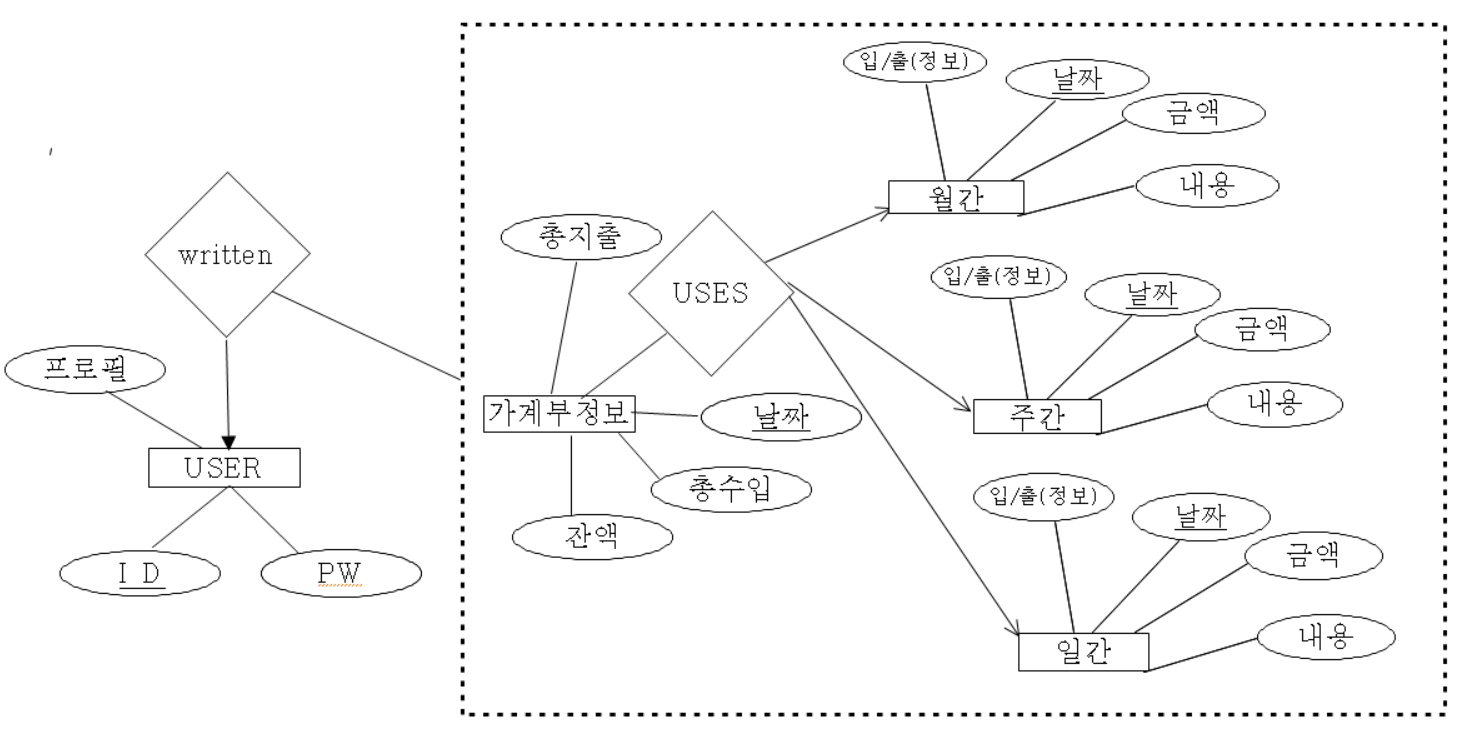 입/출(정보)
날짜
금액
내용
월간
written
총지출
USES
입/출(정보)
날짜
금액
내용
주간
프로필
가계부정보
날짜
USER
총수입
잔액
입/출(정보)
날짜
금액
내용
일간
I D
PW